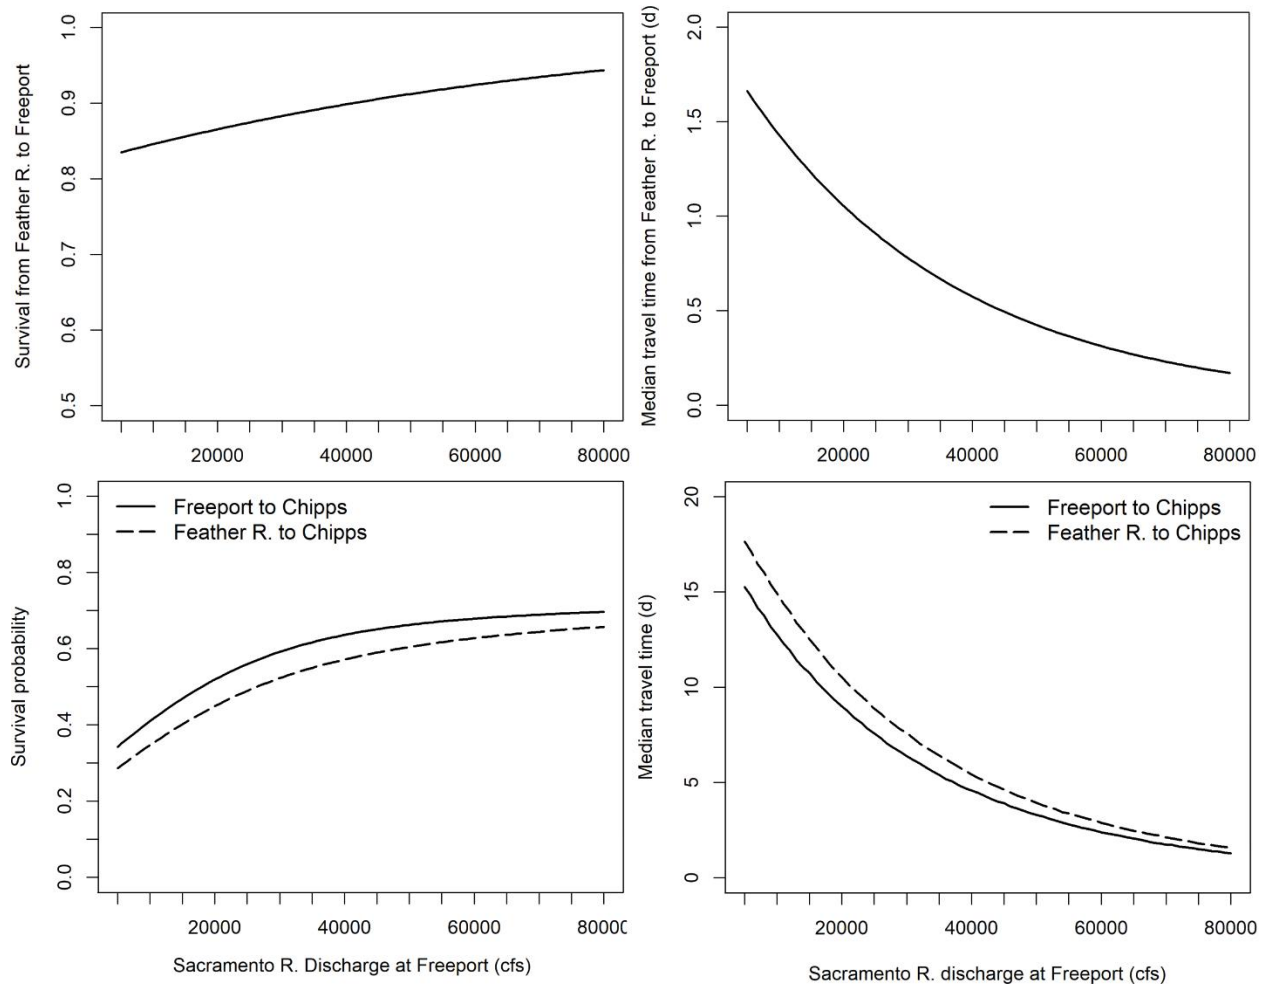 Survival from Feather R. to Freeport
1.0
0.9
0.8
0.7
0.6
0.5
20000 40000 60000 80000
Median travel time from Feather R. to Freeport (d)
2.0
1.5
1.0
0.5
0.0
20000 40000 60000 80000
Survival probability
1.0
0.8
0.6
0.4
0.2
0.0
Freeport to Chipps
Feather R. to Chipps
20000 40000 60000 8000
Sacramento R. Discharge at Freeport (cfs)
Median travel time (d)
20
15
10
5
0
Freeport to Chipps
Feather R. to Chipps
20000 40000 60000 80000
Sacramento R. discharge at Freeport (cfs)